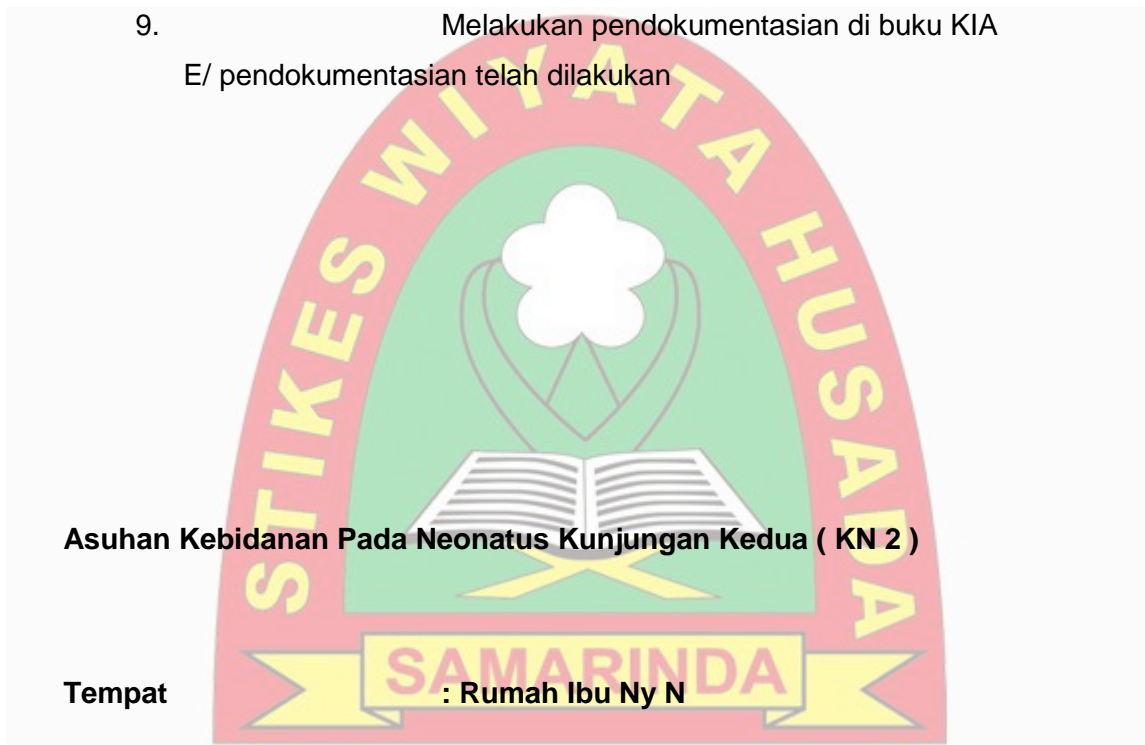 9. Melakukan pendokumentasian di buku KIA
E/ pendokumentasian telah dilakukan
STIKES WIYATA HUSADA
SAMARINDA
Asuhan Kebidanan Pada Neonatus Kunjungan Kedua ( KN 2 )
Tempat : Rumah Ibu Ny N